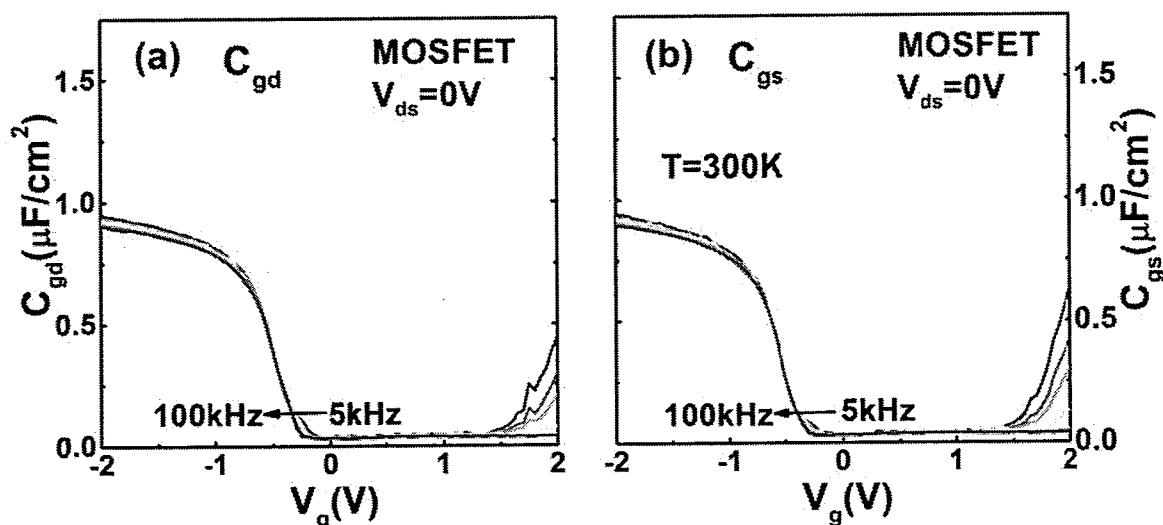 (a) C_gd MOSFET
V_ds=0V
1.5
1.0
0.5
0.0
C_gd(μF/cm²)
100kHz 5kHz
-2 -1 0 1 2
V_g(V)
(b) C_gs MOSFET
V_ds=0V
T=300K
1.5
1.0
0.5
0.0
C_gs(μF/cm²)
100kHz 5kHz
-2 -1 0 1 2
V_g(V)